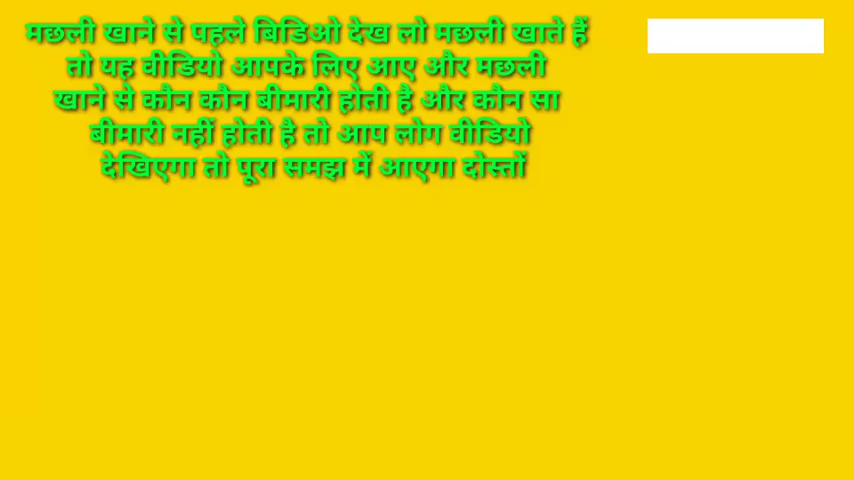 मछली खाने से पहले बिडिओ देख लो मछली खाते हैं
तो यह वीडियो आपके लिए आए और मछली
खाने से कौन कौन बीमारी होती है और कौन सा
बीमारी नहीं होती है तो आप लोग वीडियो
देखिएगा तो पूरा समझ में आएगा दोस्तों